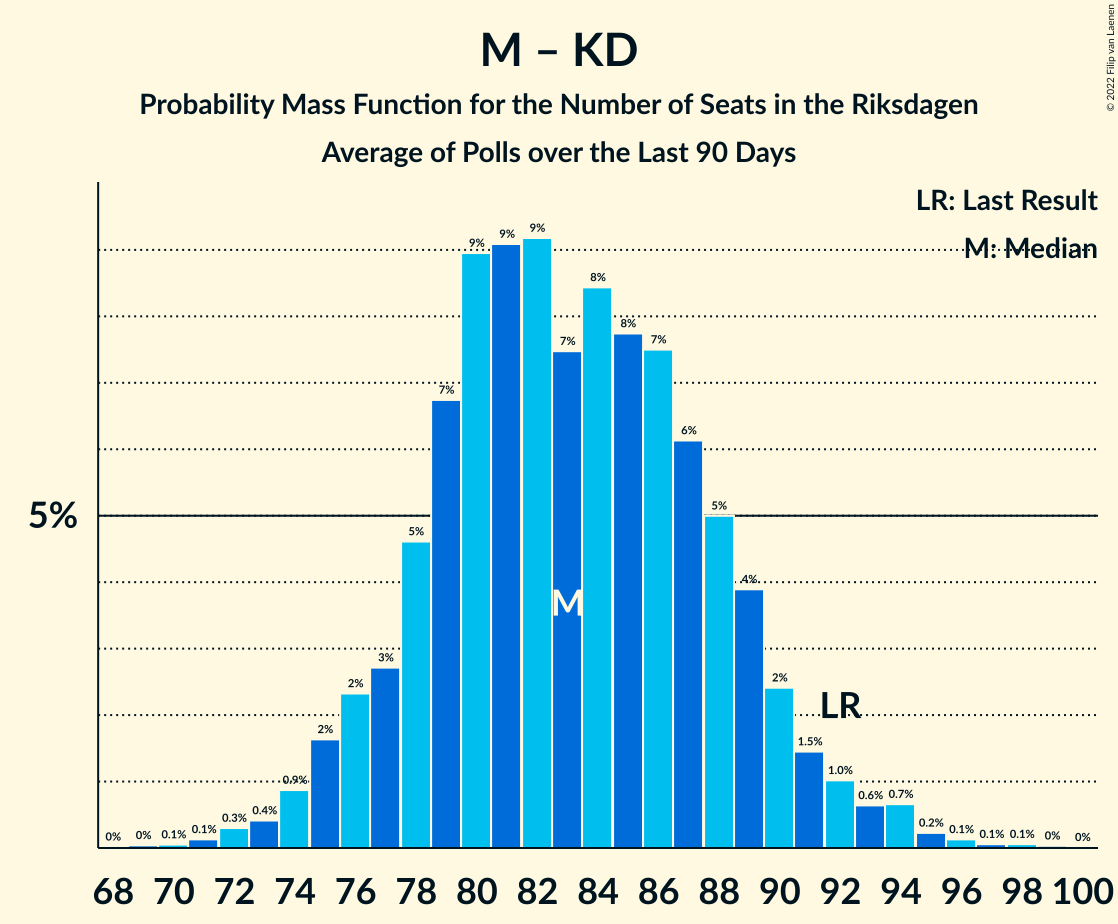 M – KD
Probability Mass Function for the Number of Seats in the Riksdagen
Average of Polls over the Last 90 Days
© 2022 Filip van Laenen
LR: Last Result
M: Median
5%
0% 0% 0.1% 0.1% 0.3% 0.4% 0.9% 2% 2% 3% 5% 7% 9% 9% 9% 7% 8% 8% 7% 6% 5% 4% 2% 1.5% 1.0% 0.6% 0.7% 0.2% 0.1% 0.1% 0.1% 0% 0%
M
LR
68 70 72 74 76 78 80 82 84 86 88 90 92 94 96 98 100